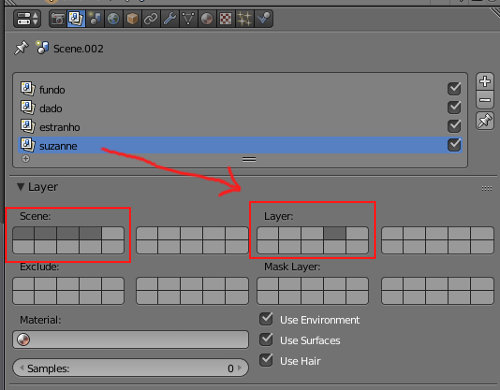 Scene.002
fundo
dado
estranho
suzanne
Layer
Scene: Layer:
Exclude: Mask Layer:
Material: Use Environment
Use Surfaces
Samples: 0 Use Hair